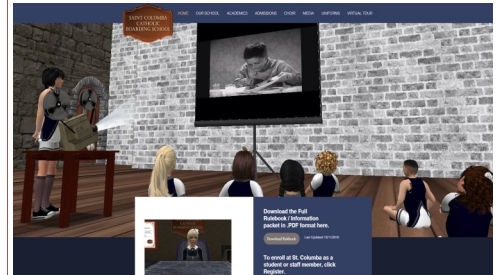 SAINT COLUMBA
CATHOLIC
BOARDING SCHOOL
HOME OUR SCHOOL ACADEMICS ADMISSIONS CHOIR MEDIA UNIFORMS VIRTUAL TOUR
Download the Full
Rulebook / Information
packet in .PDF format here.
Download Rulebook
Last Updated
To enroll at St. Columba as a
student or staff member, click
Register.